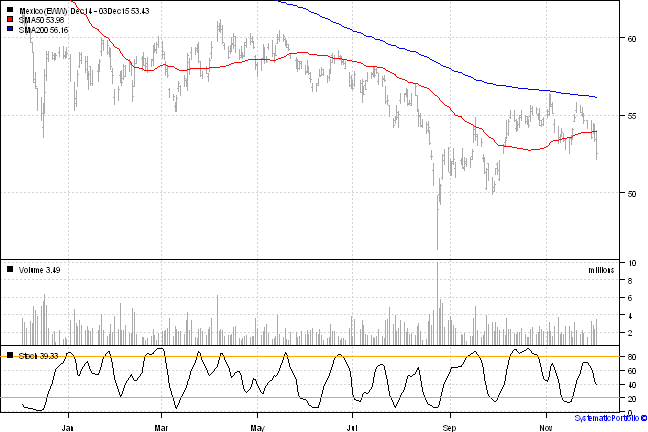 Mexico(EWW) Dec14 - 03Dec15 53.43
SMA50 53.98
SMA200 56.16
60
55
50
Volume 3.49
millions
10
8
6
4
2
Stoch 39.33
80
60
40
20
0
Jan Mar May Jul Sep Nov
SystematicPortfolio ©